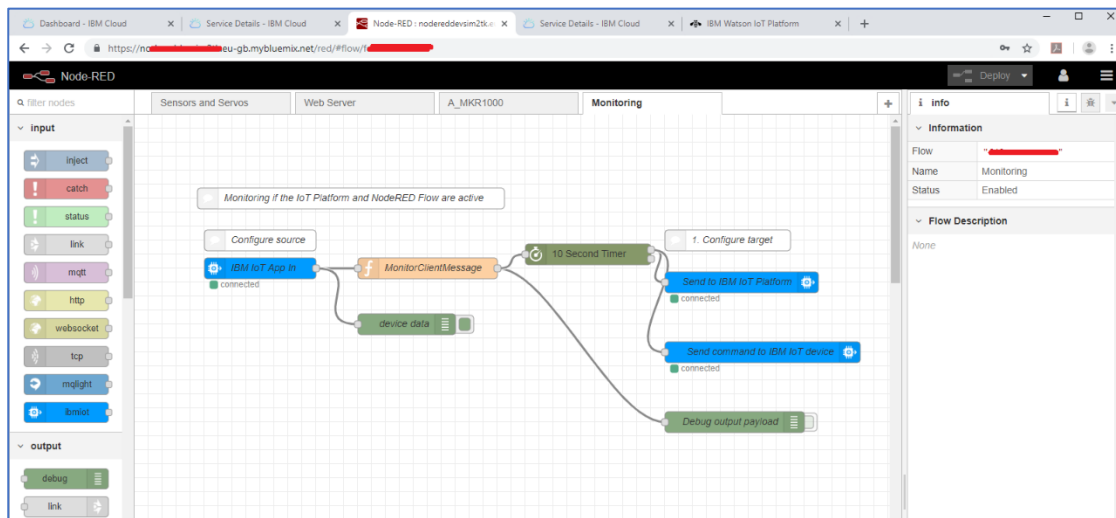 Dashboard - IBM Cloud
Service Details - IBM Cloud
Node-RED : nodereddevsim2tk.e
Service Details - IBM Cloud
IBM Watson IoT Platform
eu-gb.mybluemix.net/red/#flow/f
Node-RED
Deploy
filter nodes
Sensors and Servos
Web Server
A_MKR1000
Monitoring
+
i info
i
input
inject
catch
status
link
mqtt
http
websocket
tcp
mqlight
ibmiot
output
debug
link
Monitoring if the IoT Platform and NodeRED Flow are active
Configure source
IBM IoT App In
connected
f MonitorClientMessage
device data
10 Second Timer
1. Configure target
Send to IBM IoT Platform
connected
Send command to IBM IoT device
connected
Debug output payload
Information
Flow
Name Monitoring
Status Enabled
Flow Description
None